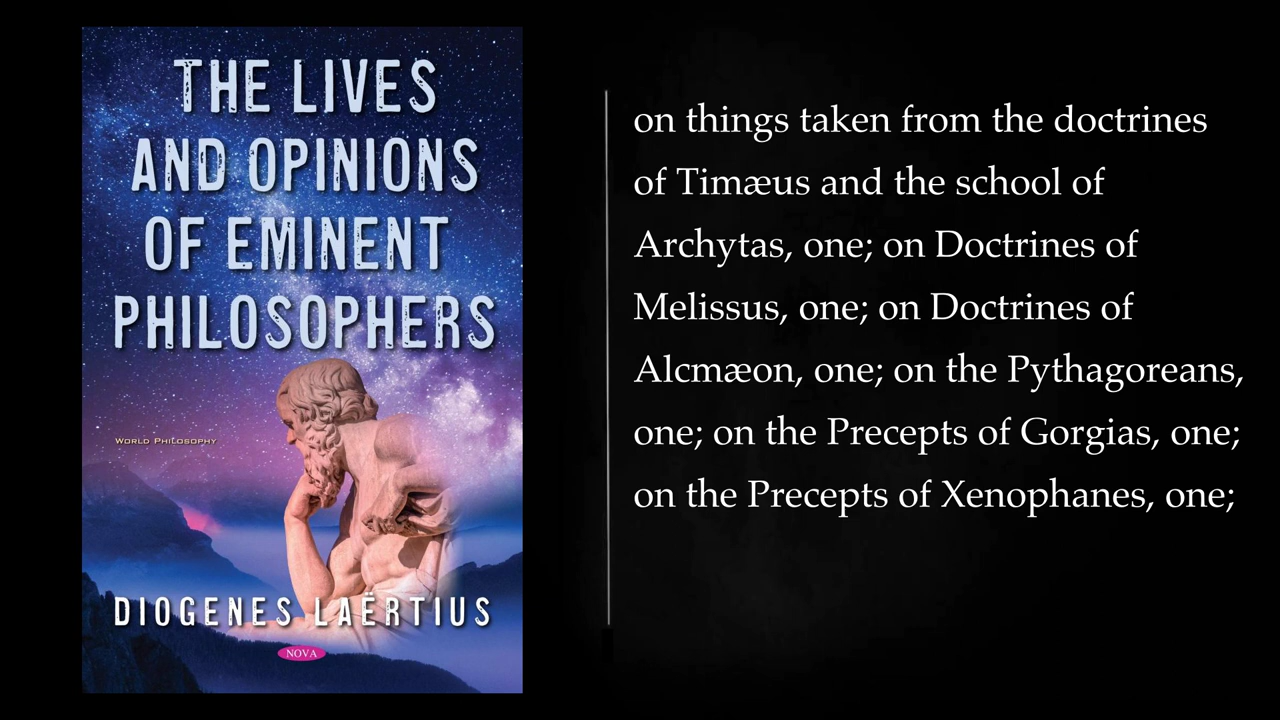 THE LIVES
AND OPINIONS
OF EMINENT
PHILOSOPHERS
WORLD PHILOSOPHY
DIOGENES LAËRTIUS
NOVA
on things taken from the doctrines
of Timæus and the school of
Archytas, one; on Doctrines of
Melissus, one; on Doctrines of
Alcmæon, one; on the Pythagoreans,
one; on the Precepts of Gorgias, one;
on the Precepts of Xenophanes, one;